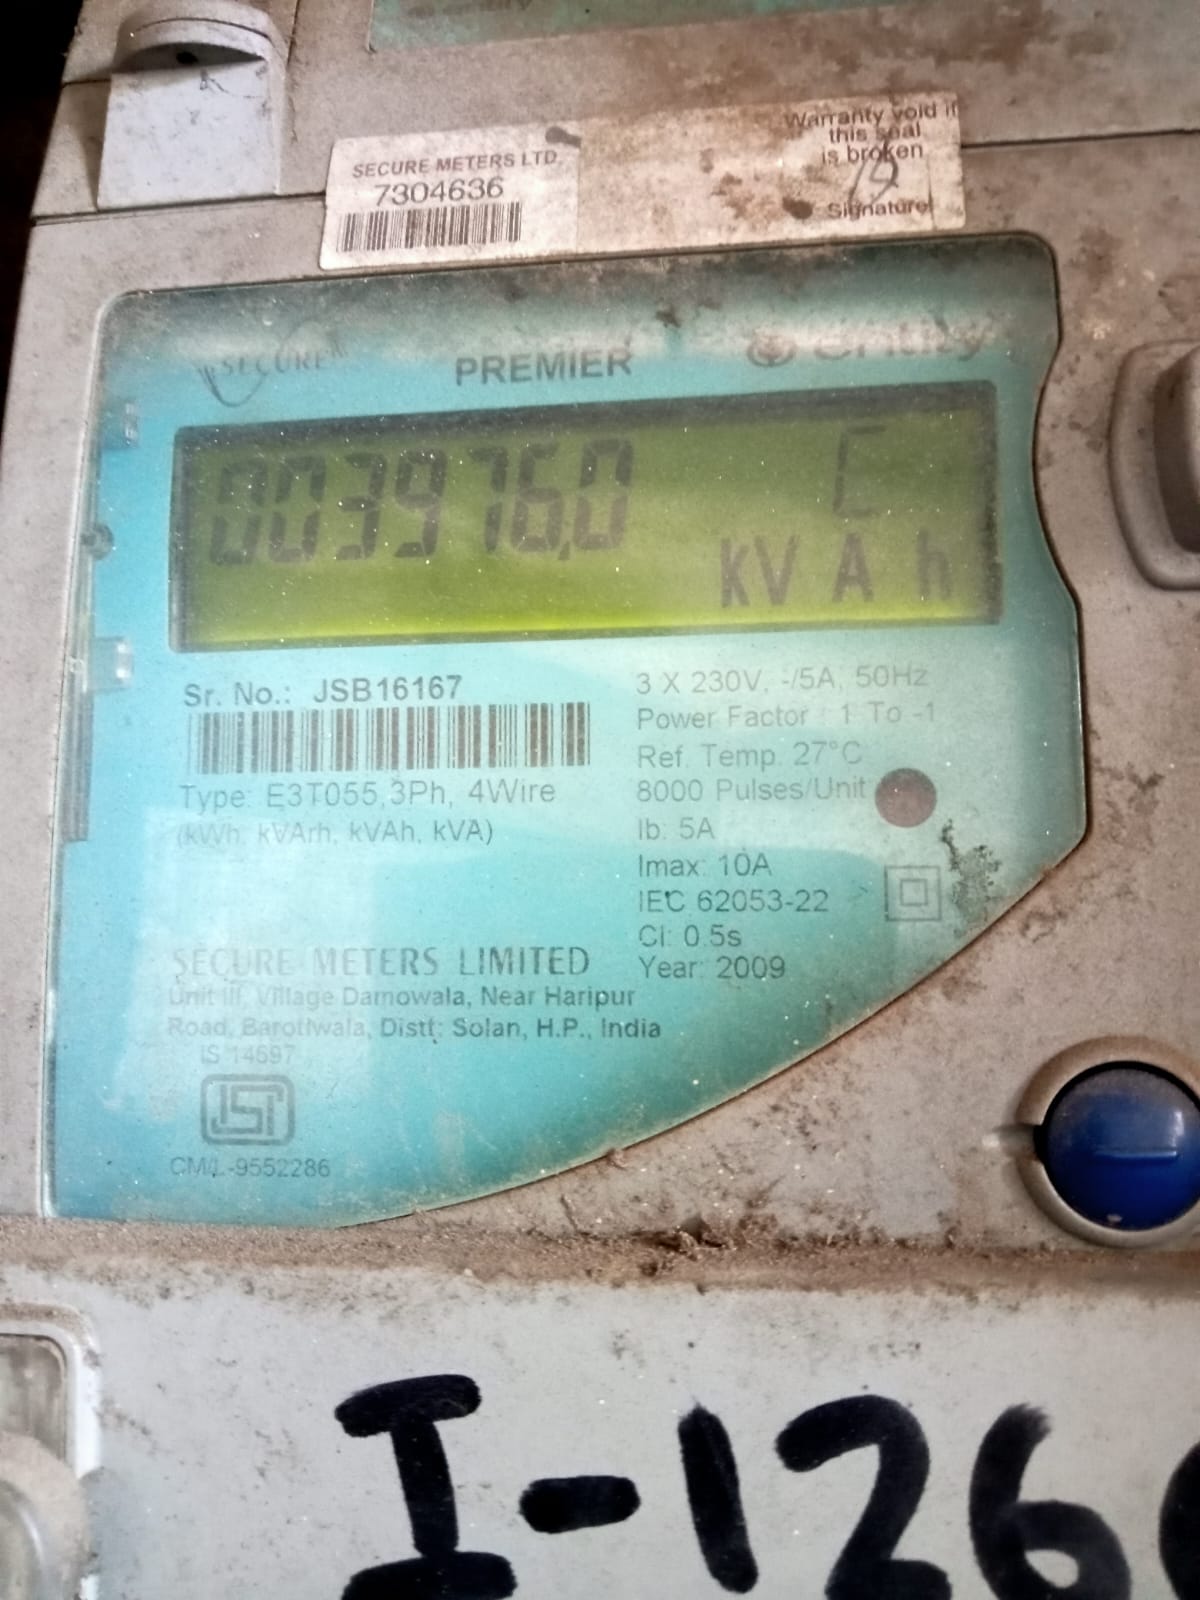 SECURE METERS LTD.
7304636
Warranty void if
this seal
is broken
Signature
SECURE
PREMIER
entity
003976.0
C
KVAh
Sr. No.: JSB16167
Type: E3T055,3Ph, 4Wire
(kWh, kVArh, kVAh, kVA)
3 X 230V, -/5A, 50Hz
Power Factor : 1 To -1
Ref. Temp. 27°C
8000 Pulses/Unit
Ib: 5A
Imax: 10A
IEC 62053-22
Cl: 0.5s
Year: 2009
SECURE METERS LIMITED
Unit III, Village Damowala, Near Haripur
Road, Barotiwala, Distt: Solan, H.P., India
IS 14697
ISI
CM/L-9552286
I-126